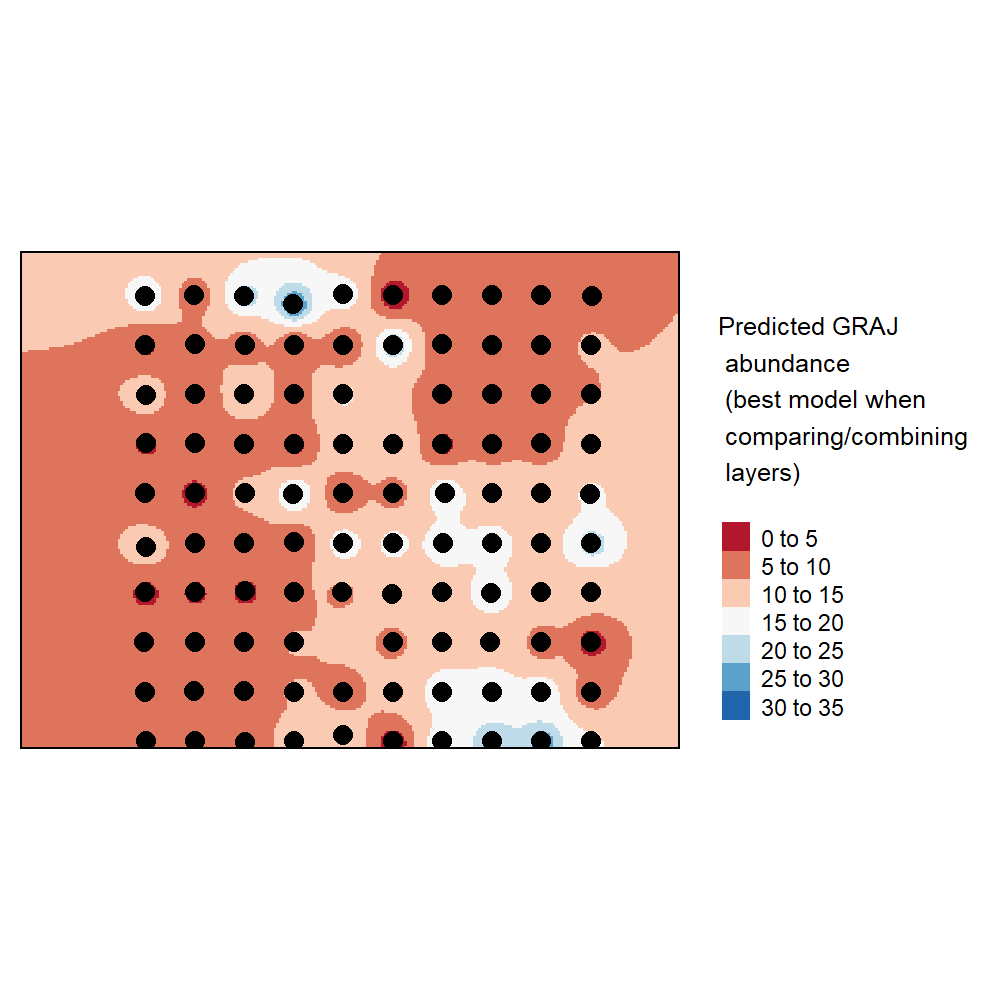 Predicted GRAJ
abundance
(best model when
comparing/combining
layers)
0 to 5
5 to 10
10 to 15
15 to 20
20 to 25
25 to 30
30 to 35